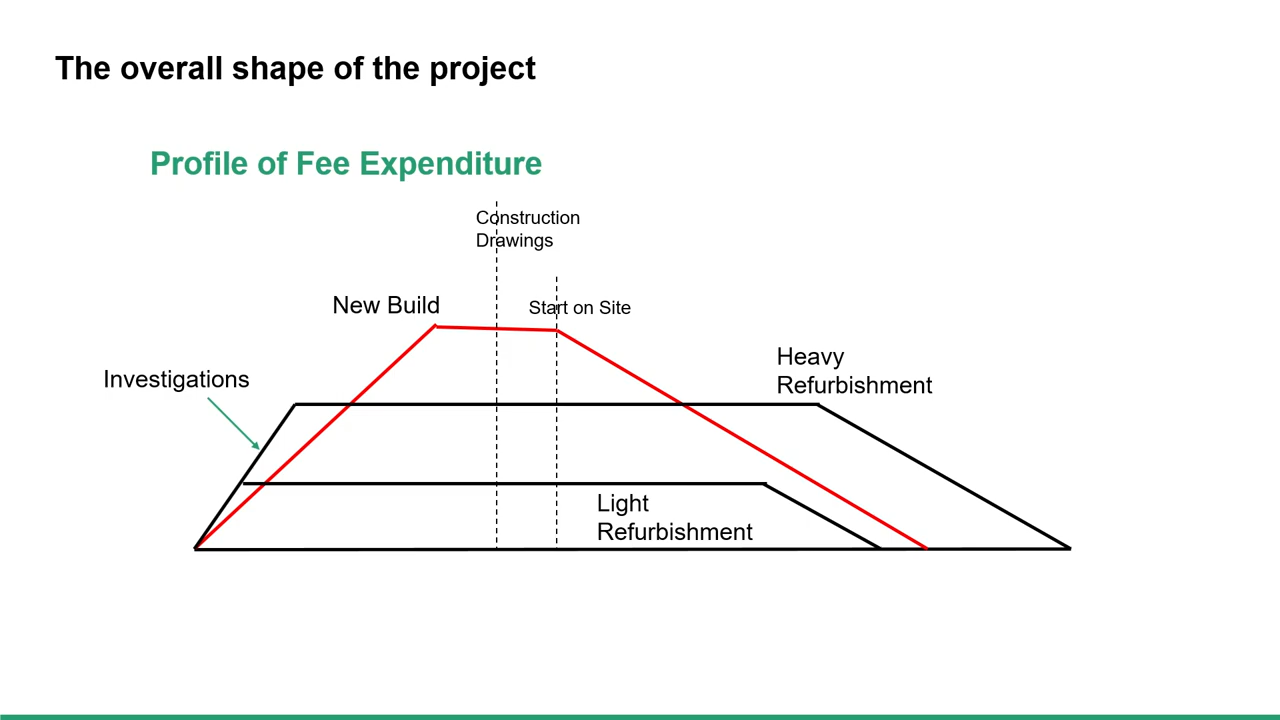 The overall shape of the project
Profile of Fee Expenditure
Construction
Drawings
New Build
Start on Site
Heavy
Refurbishment
Investigations
Light
Refurbishment